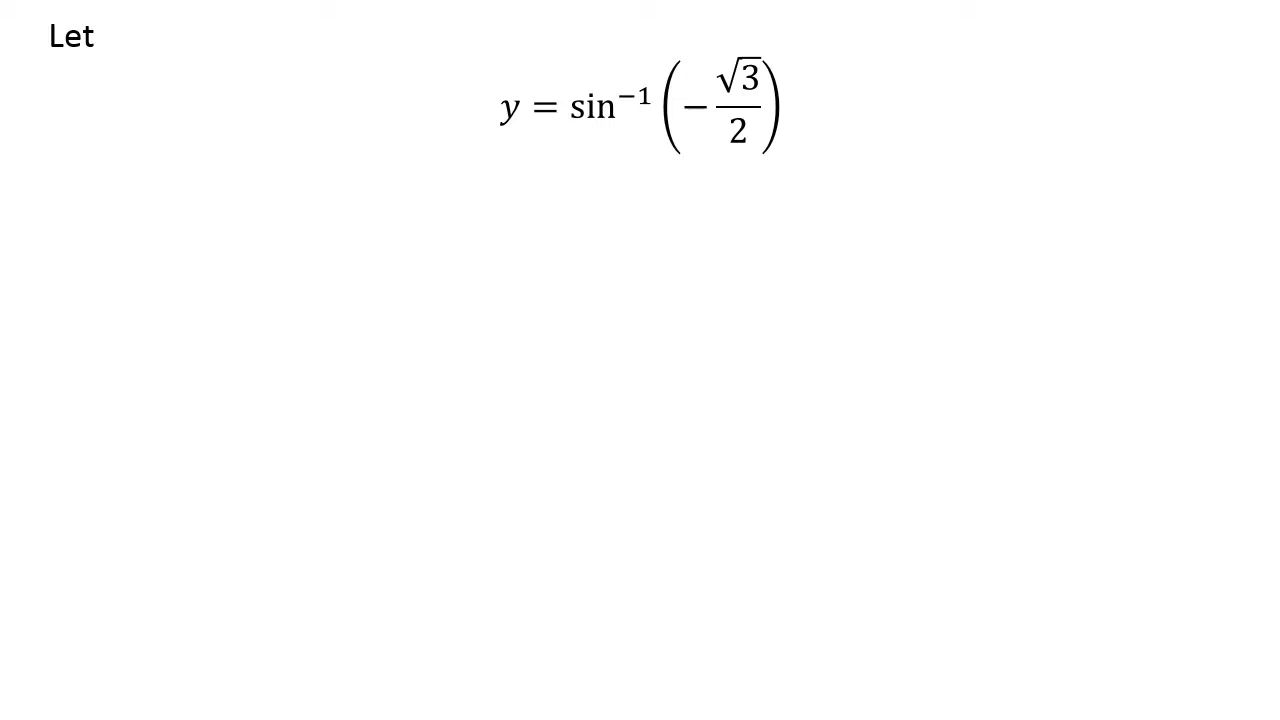 Let
y = sin⁻¹(−√3/2)